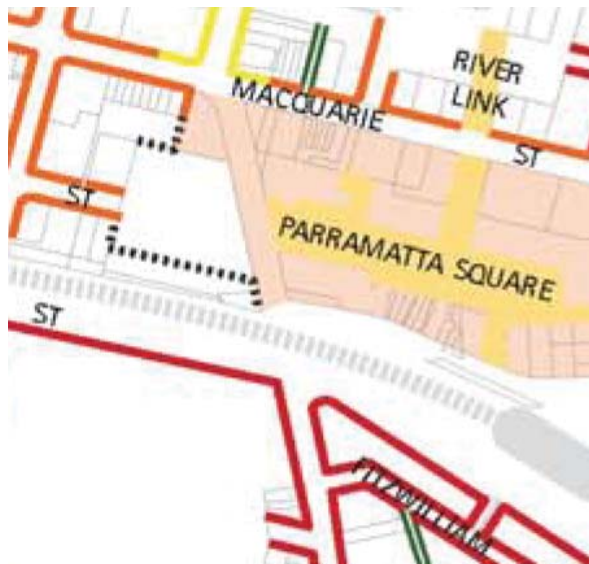 RIVER
LINK
MACQUARIE
ST
ST
PARRAMATTA SQUARE
ST
FITZWILLIAM